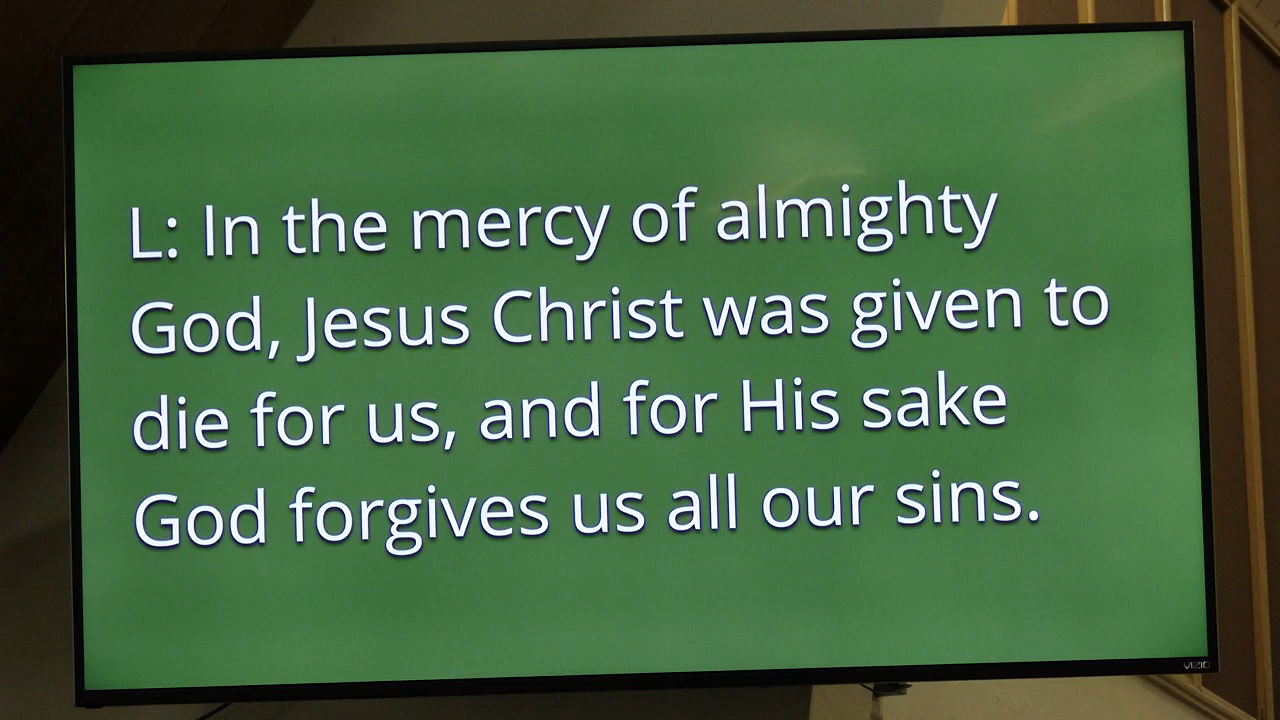 L: In the mercy of almighty
God, Jesus Christ was given to
die for us, and for His sake
God forgives us all our sins.
VIZIO